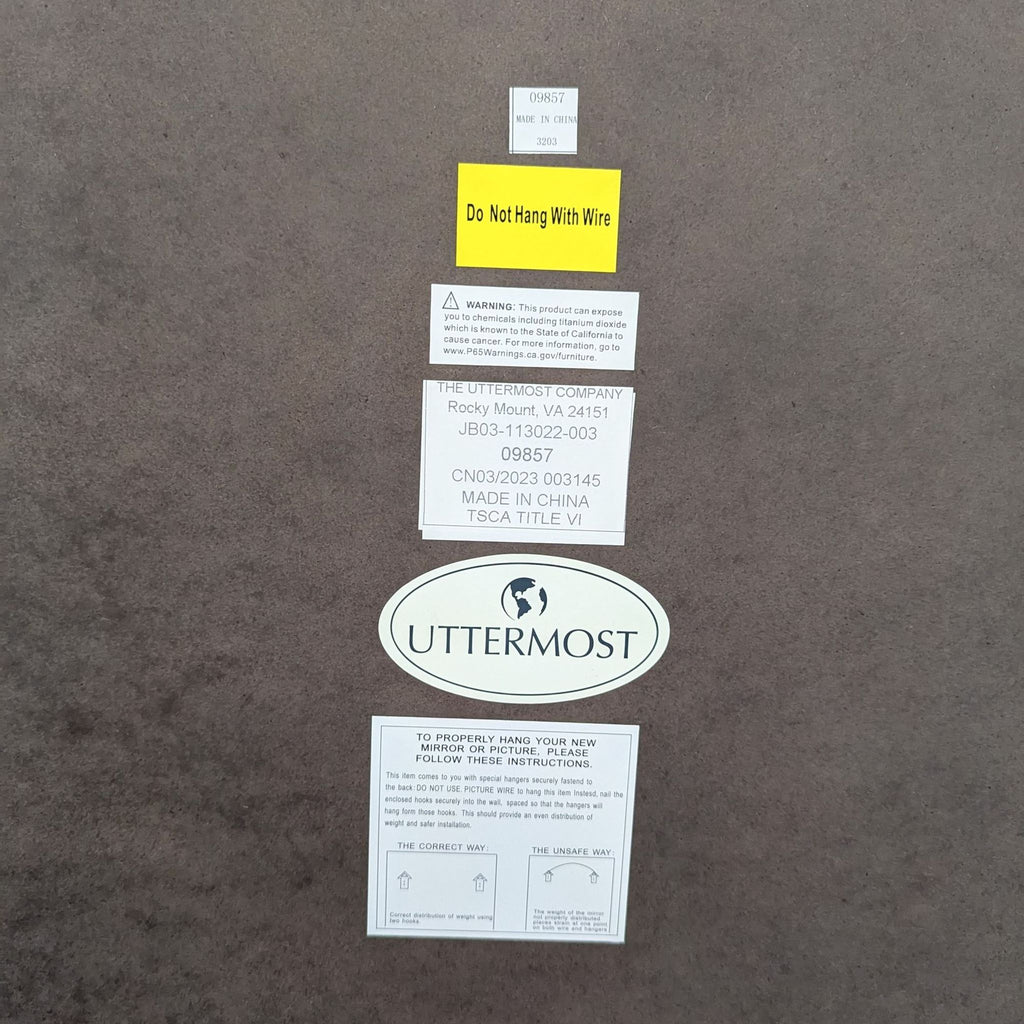 09857
MADE IN CHINA
3203
Do Not Hang With Wire
WARNING: This product can expose
you to chemicals including titanium dioxide
which is known to the State of California to
cause cancer. For more information, go to
www.P65Warnings.ca.gov/furniture.
THE UTTERMOST COMPANY
Rocky Mount, VA 24151
JB03-113022-003
09857
CN03/2023 003145
MADE IN CHINA
TSCA TITLE VI
UTTERMOST
TO PROPERLY HANG YOUR NEW
MIRROR OR PICTURE, PLEASE
FOLLOW THESE INSTRUCTIONS.
This item comes to you with special hangers securely fastend to
the back: DO NOT USE. PICTURE WIRE to hang this item Instesd, nail the
enclosed hooks securely into the wall, spaced so that the hangers will
hang form those hooks. This should provide an even distribution of
weight and safer installation.
THE CORRECT WAY:
Correct distribution of weight using
two hooks.
THE UNSAFE WAY:
The weight of the mirror
not properly distributed
pieces strain at one point
on both wire and hangers